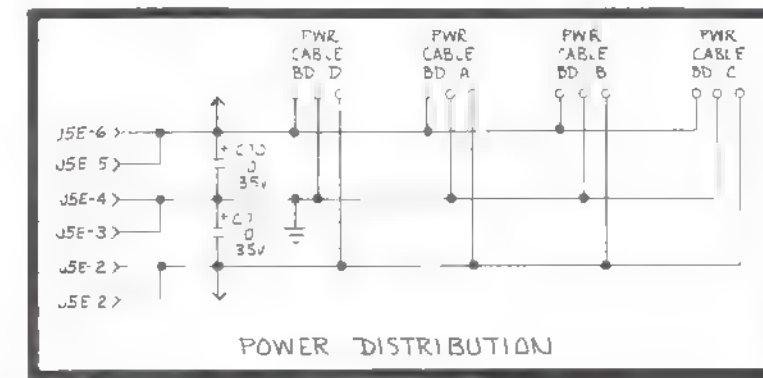 PWR CABLE BD D
PWR CABLE BD A
PWR CABLE BD B
PWR CABLE BD C
J5E-6
J5E 5
J5E-4
J5E-3
J5E-2
J5E 2
+
35V
+
35V
POWER DISTRIBUTION